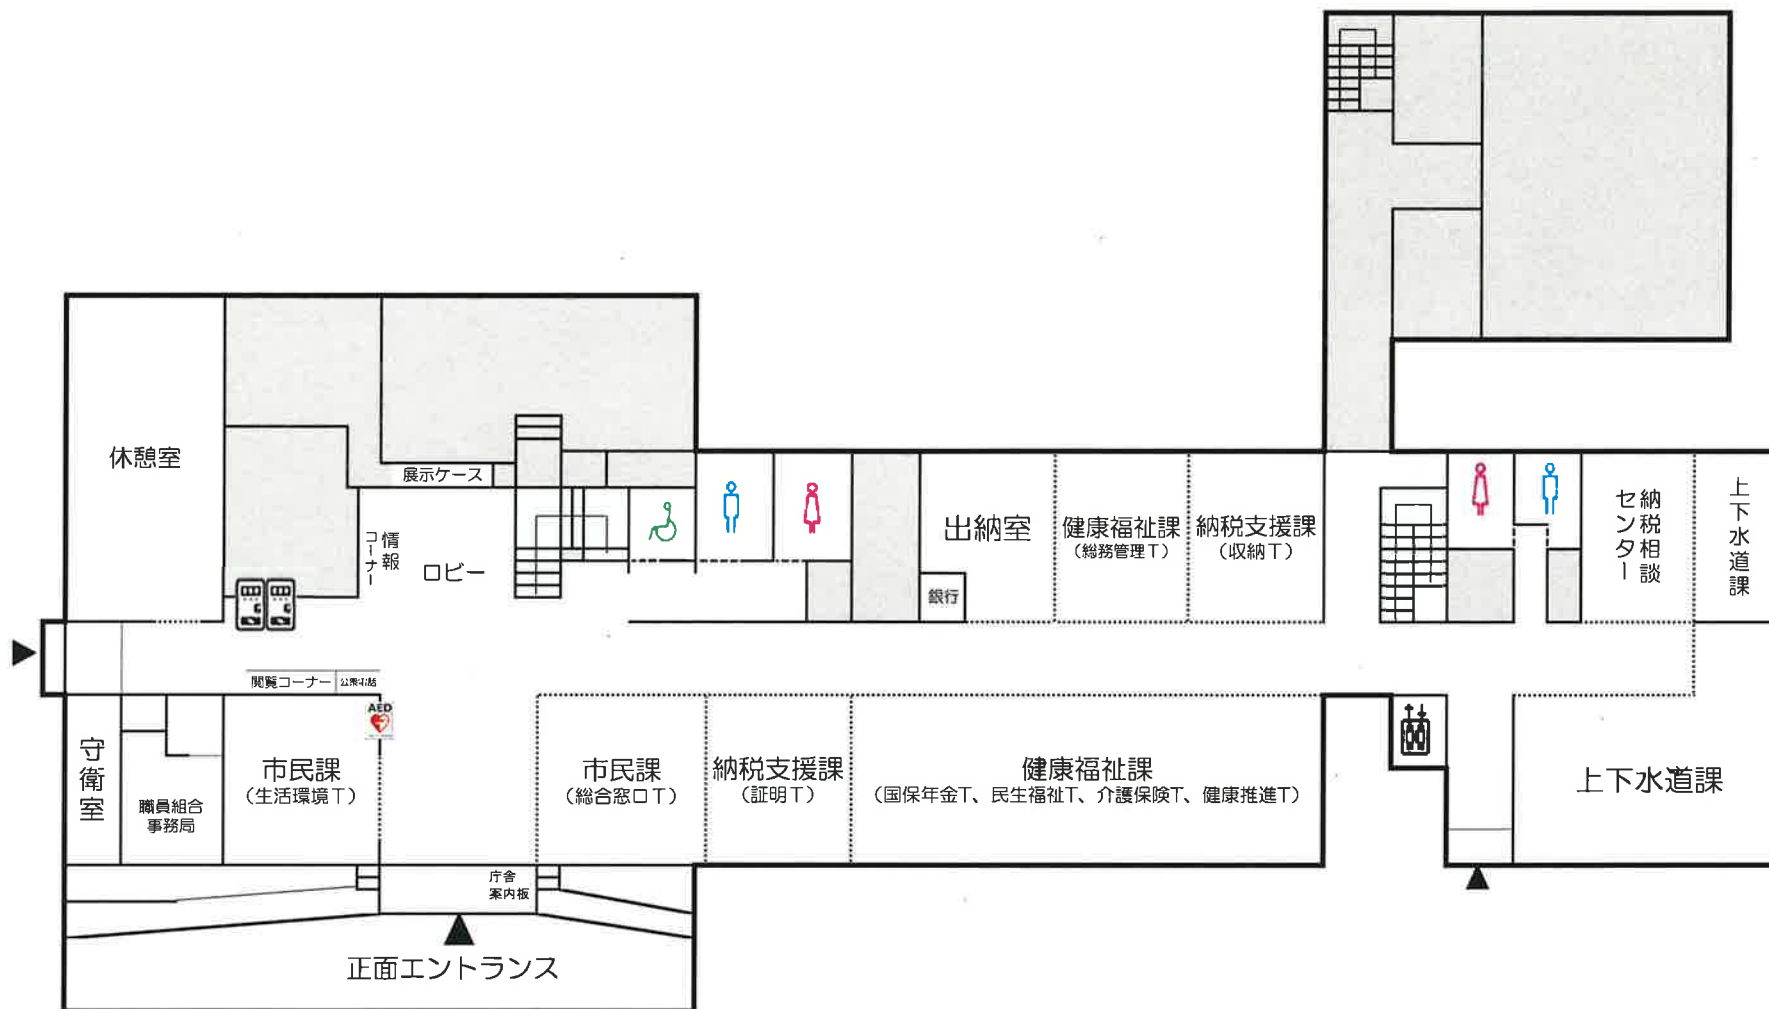 休憩室
展示ケース
情報
コーナー
ロビー
出納室
銀行
健康福祉課
(総務管理T)
納税支援課
(収納T)
納税相談
センター
上下水道課
閲覧コーナー
公衆電話
AED
守衛室
職員組合
事務局
市民課
(生活環境T)
市民課
(総合窓口T)
納税支援課
(証明T)
健康福祉課
(国保年金T、民生福祉T、介護保険T、健康推進T)
上下水道課
庁舎
案内板
正面エントランス